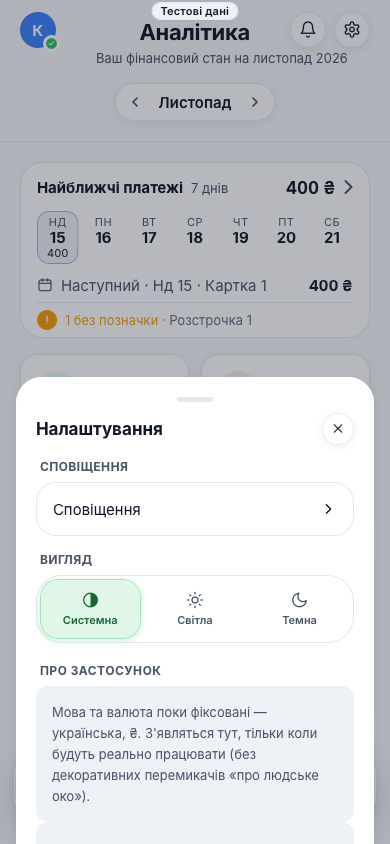 Тестові дані
К
Аналітика
Ваш фінансовий стан на листопад 2026
Листопад
Найближчі платежі 7 днів 400 ₴
НД ПН ВТ СР ЧТ ПТ СБ
15 16 17 18 19 20 21
400
Наступний · Нд 15 · Картка 1 400 ₴
! 1 без позначки · Розстрочка 1
Налаштування
СПОВІЩЕННЯ
Сповіщення
ВИГЛЯД
Системна Світла Темна
ПРО ЗАСТОСУНОК
Мова та валюта поки фіксовані —
українська, ₴. З'являться тут, тільки коли
будуть реально працювати (без
декоративних перемикачів «про людське
око»).